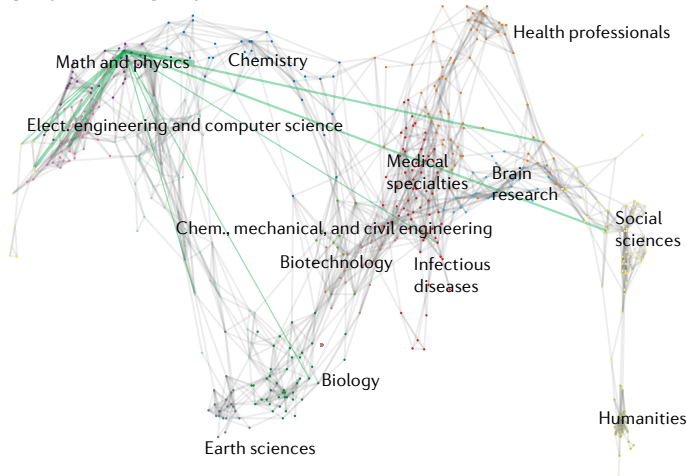 Health professionals
Math and physics
Chemistry
Elect. engineering and computer science
Medical
specialties
Brain
research
Social
sciences
Chem., mechanical, and civil engineering
Biotechnology
Infectious
diseases
Biology
Humanities
Earth sciences